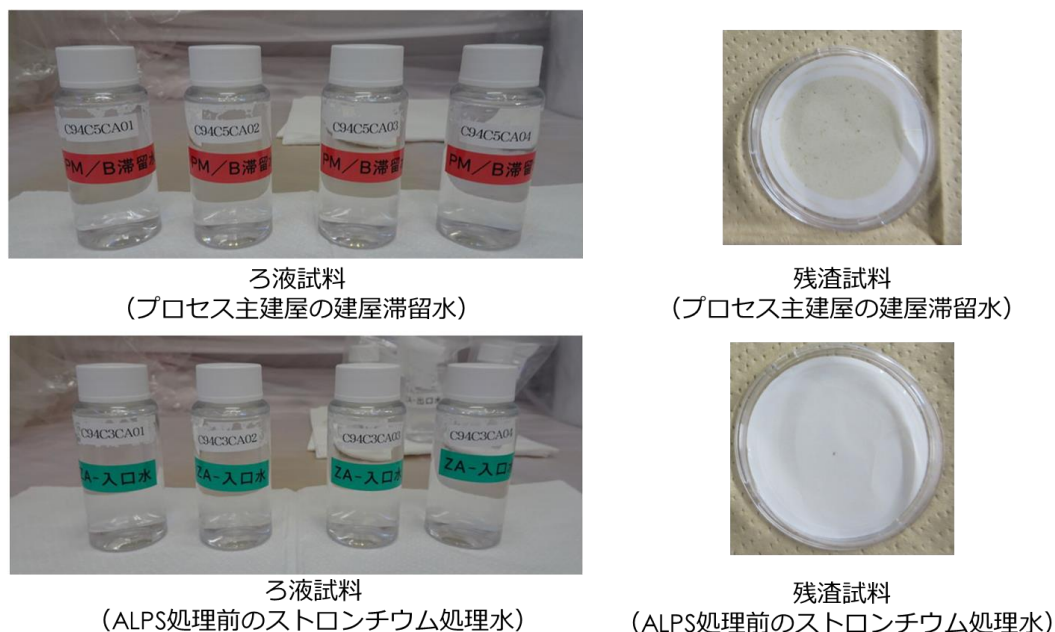 C94C5CA01
C94C5CA02
C94C5CA03
C94C5CA04
PM/B滞留
PM/B滞留
PM/B滞留
PM/B滞留
ろ液試料
（プロセス主建屋の建屋滞留水）
残渣試料
（プロセス主建屋の建屋滞留水）
C94C3CA01
C94C3CA02
C94C3CA03
C94C3CA04
ZA-入口水
ZA-入口水
ZA-入口水
ZA-入口
ろ液試料
（ALPS処理前のストロンチウム処理水）
残渣試料
（ALPS処理前のストロンチウム処理水）